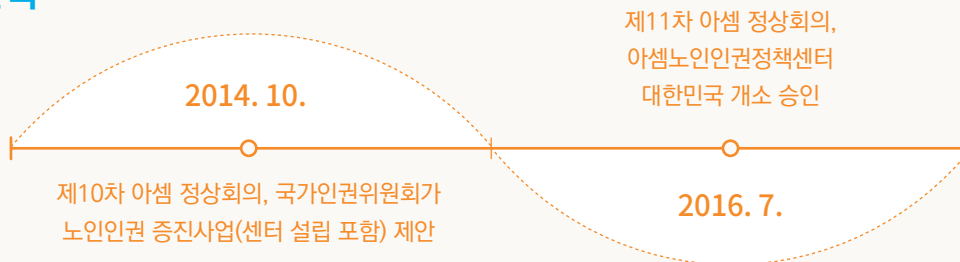 2014. 10.
제10차 아셈 정상회의, 국가인권위원회가
노인인권 증진사업(센터 설립 포함) 제안
제11차 아셈 정상회의,
아셈노인인권정책센터
대한민국 개소 승인
2016. 7.